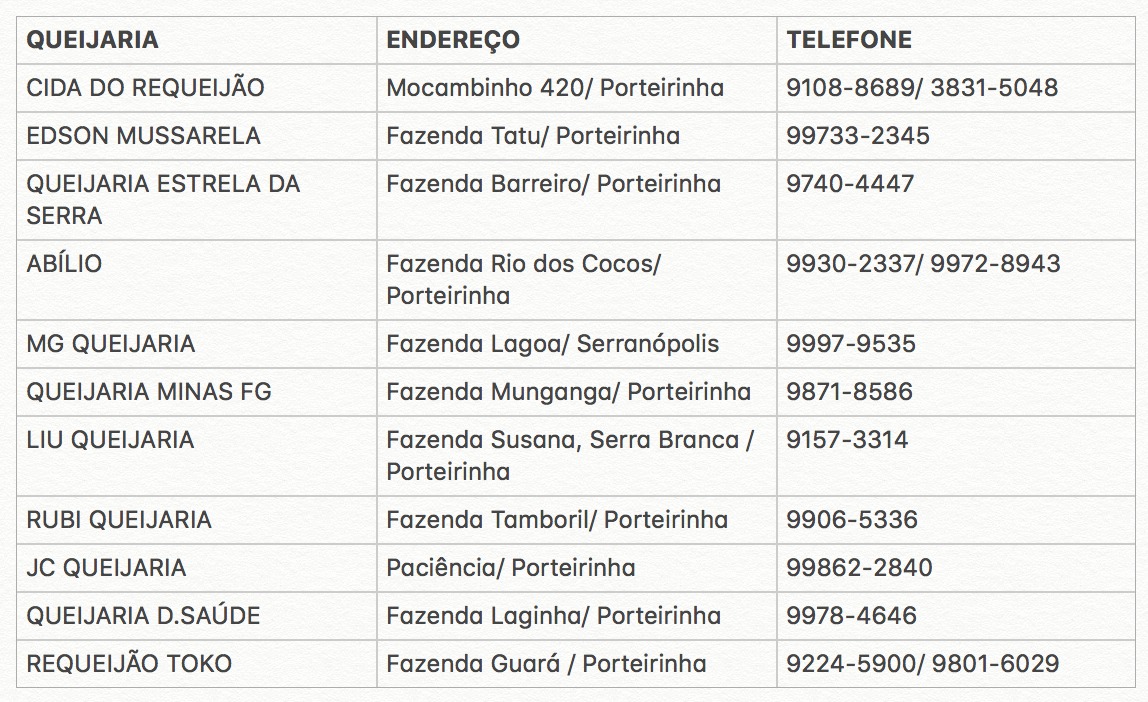 QUEIJARIA ENDEREÇO TELEFONE
CIDA DO REQUEIJÃO Mocambinho 420/ Porteirinha 9108-8689/ 3831-5048
EDSON MUSSARELA Fazenda Tatu/ Porteirinha 99733-2345
QUEIJARIA ESTRELA DA Fazenda Barreiro/ Porteirinha 9740-4447
SERRA
ABÍLIO Fazenda Rio dos Cocos/ 9930-2337/ 9972-8943
Porteirinha
MG QUEIJARIA Fazenda Lagoa/ Serranópolis 9997-9535
QUEIJARIA MINAS FG Fazenda Munganga/ Porteirinha 9871-8586
LIU QUEIJARIA Fazenda Susana, Serra Branca / 9157-3314
Porteirinha
RUBI QUEIJARIA Fazenda Tamboril/ Porteirinha 9906-5336
JC QUEIJARIA Paciência/ Porteirinha 99862-2840
QUEIJARIA D.SAÚDE Fazenda Laginha/ Porteirinha 9978-4646
REQUEIJÃO TOKO Fazenda Guará / Porteirinha 9224-5900/ 9801-6029